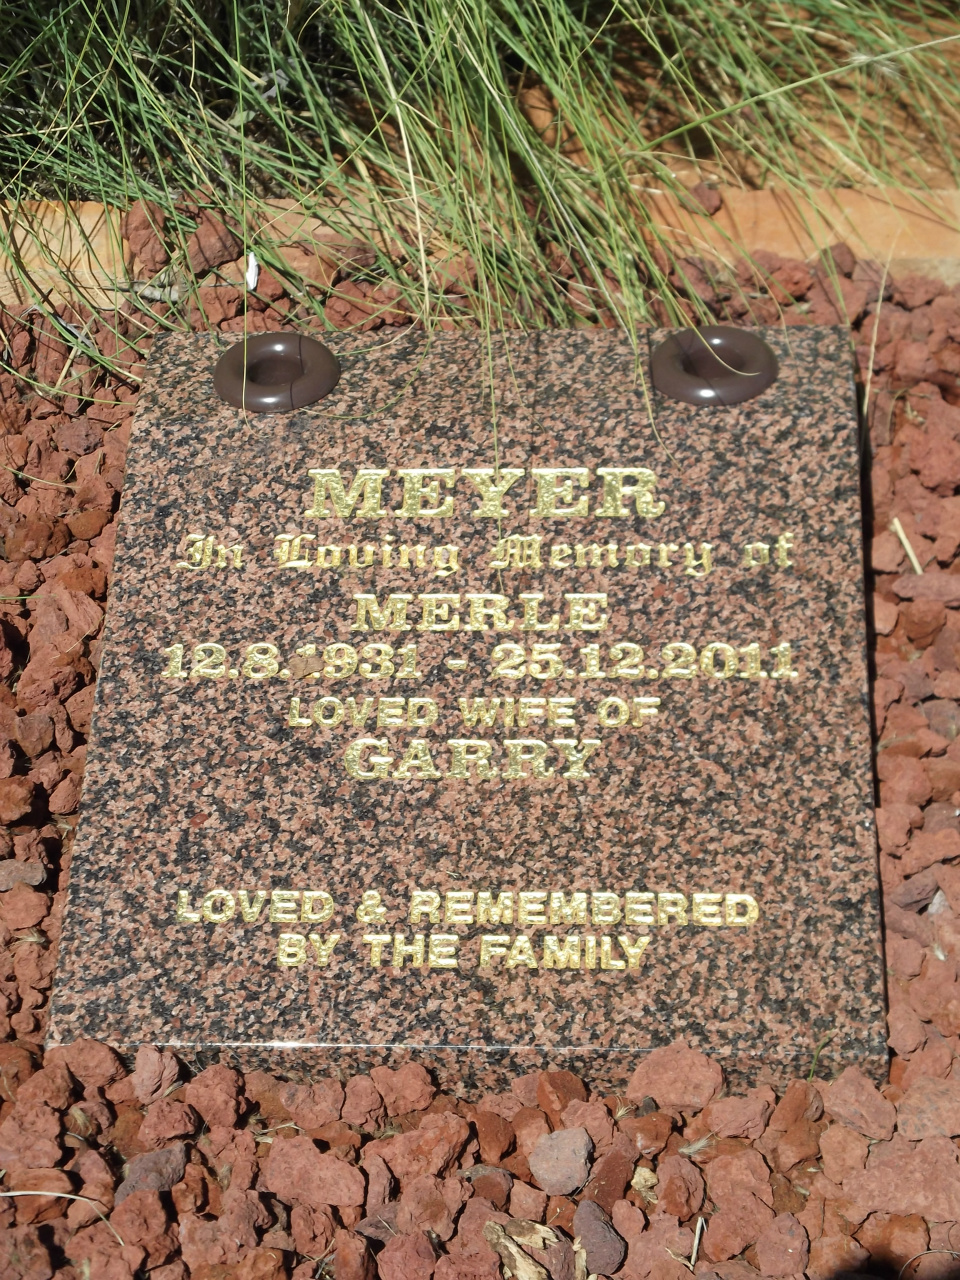 MEYER
In Loving Memory of
MERLE
12.8.1931 - 25.12.2011
LOVED WIFE OF
GARRY
LOVED & REMEMBERED
BY THE FAMILY